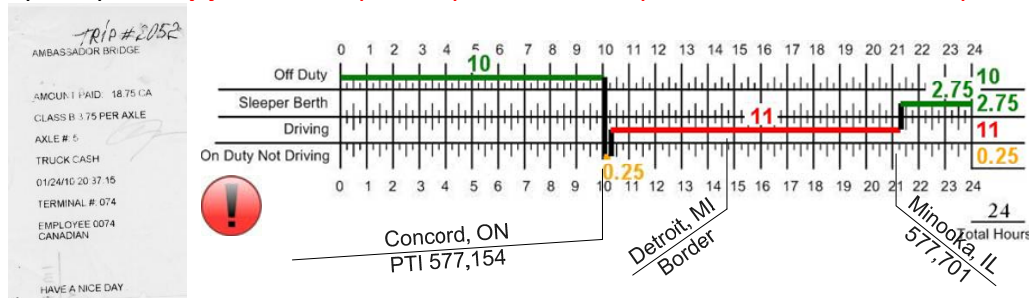 TRIP #2052
AMBASSADOR BRIDGE
AMOUNT PAID: 18.75 CA
CLASS B 3.75 PER AXLE
AXLE #: 5
TRUCK CASH
01/24/10 20:37:15
TERMINAL #: 074
EMPLOYEE 0074
CANADIAN
HAVE A NICE DAY
0 1 2 3 4 5 6 7 8 9 10 11 12 13 14 15 16 17 18 19 20 21 22 23 24
Off Duty 10 10
Sleeper Berth 2.75 2.75
Driving 11 11
On Duty Not Driving 0.25 0.25
0 1 2 3 4 5 6 7 8 9 10 11 12 13 14 15 16 17 18 19 20 21 22 23 24
24
Total Hours
Concord, ON
PTI 577,154
Detroit, MI
Border
Minooka, IL
577,701
!